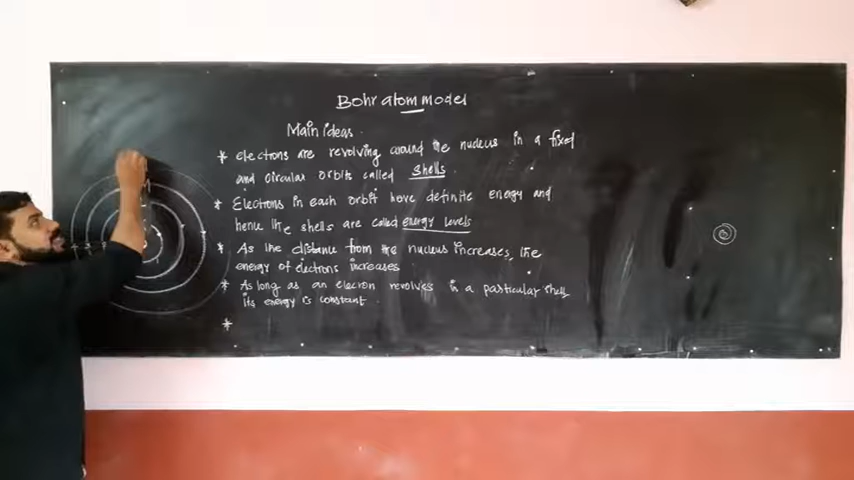 Bohr atom model
Main ideas
* Electrons are revolving around the nucleus in a fixed
and circular orbits called shells
* Electrons in each orbit have definite energy and
hence the shells are called energy levels
* As the distance from the nucleus increases, the
energy of electrons increases
* As long as an elecron revolves in a particular shell
its energy is constant
*